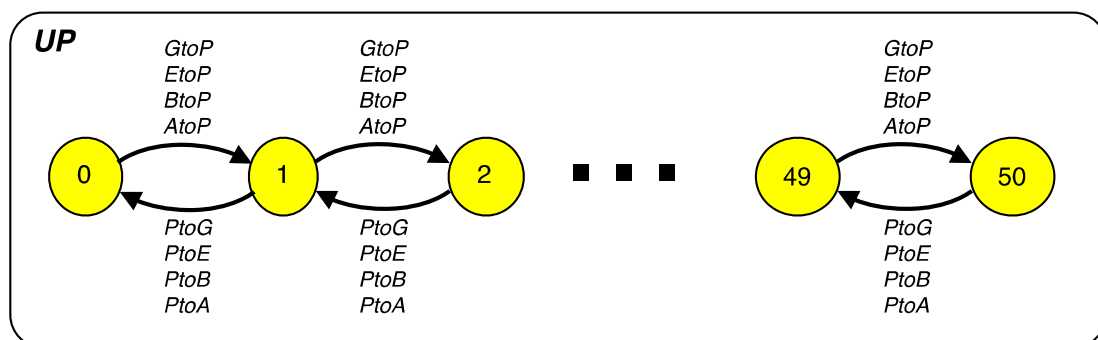 UP
GtoP GtoP GtoP
EtoP EtoP EtoP
BtoP BtoP BtoP
AtoP AtoP AtoP
0 1 2 49 50
PtoG PtoG PtoG
PtoE PtoE PtoE
PtoB PtoB PtoB
PtoA PtoA PtoA